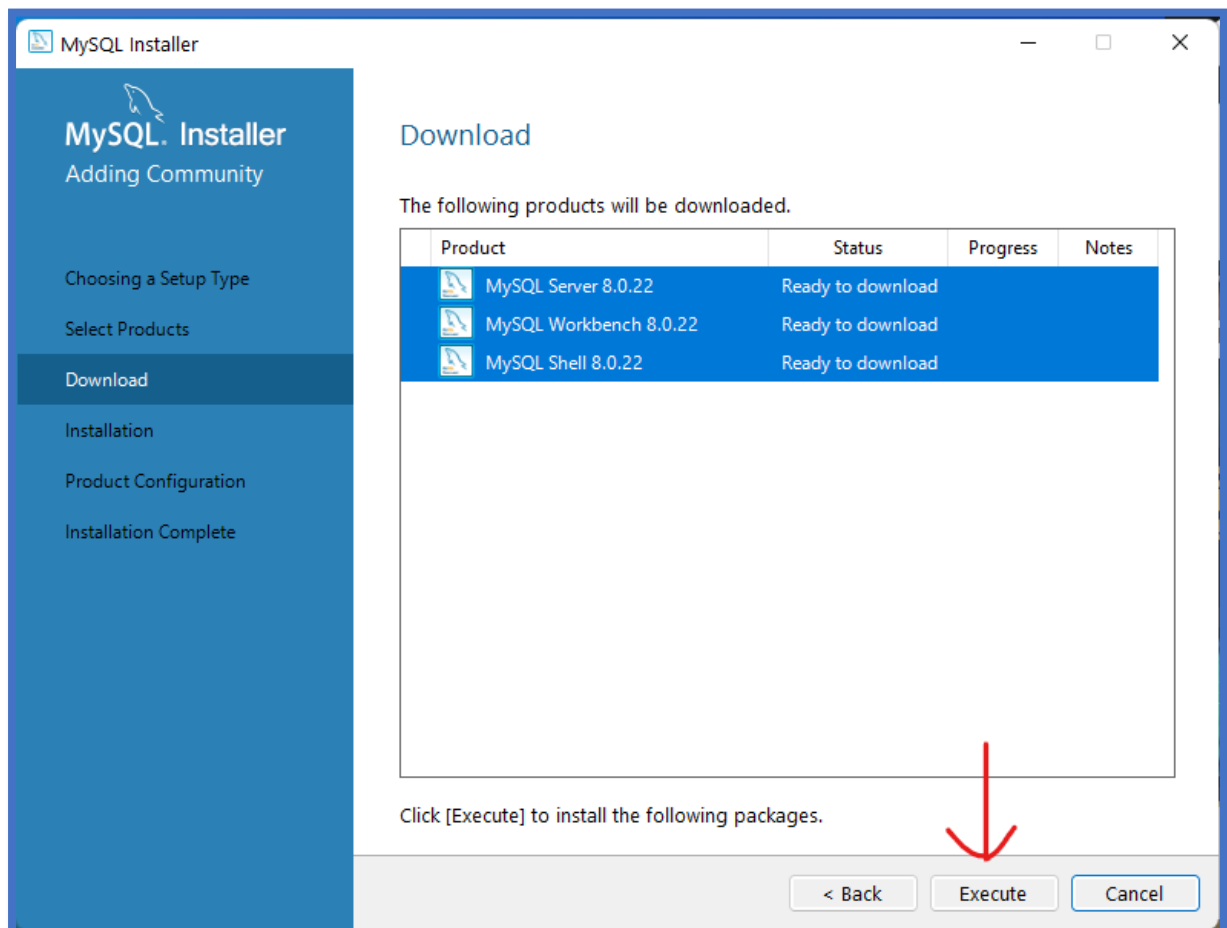 MySQL Installer
MySQL. Installer
Adding Community
Choosing a Setup Type
Select Products
Download
Installation
Product Configuration
Installation Complete
Download
The following products will be downloaded.
Product Status Progress Notes
MySQL Server 8.0.22 Ready to download
MySQL Workbench 8.0.22 Ready to download
MySQL Shell 8.0.22 Ready to download
Click [Execute] to install the following packages.
< Back Execute Cancel